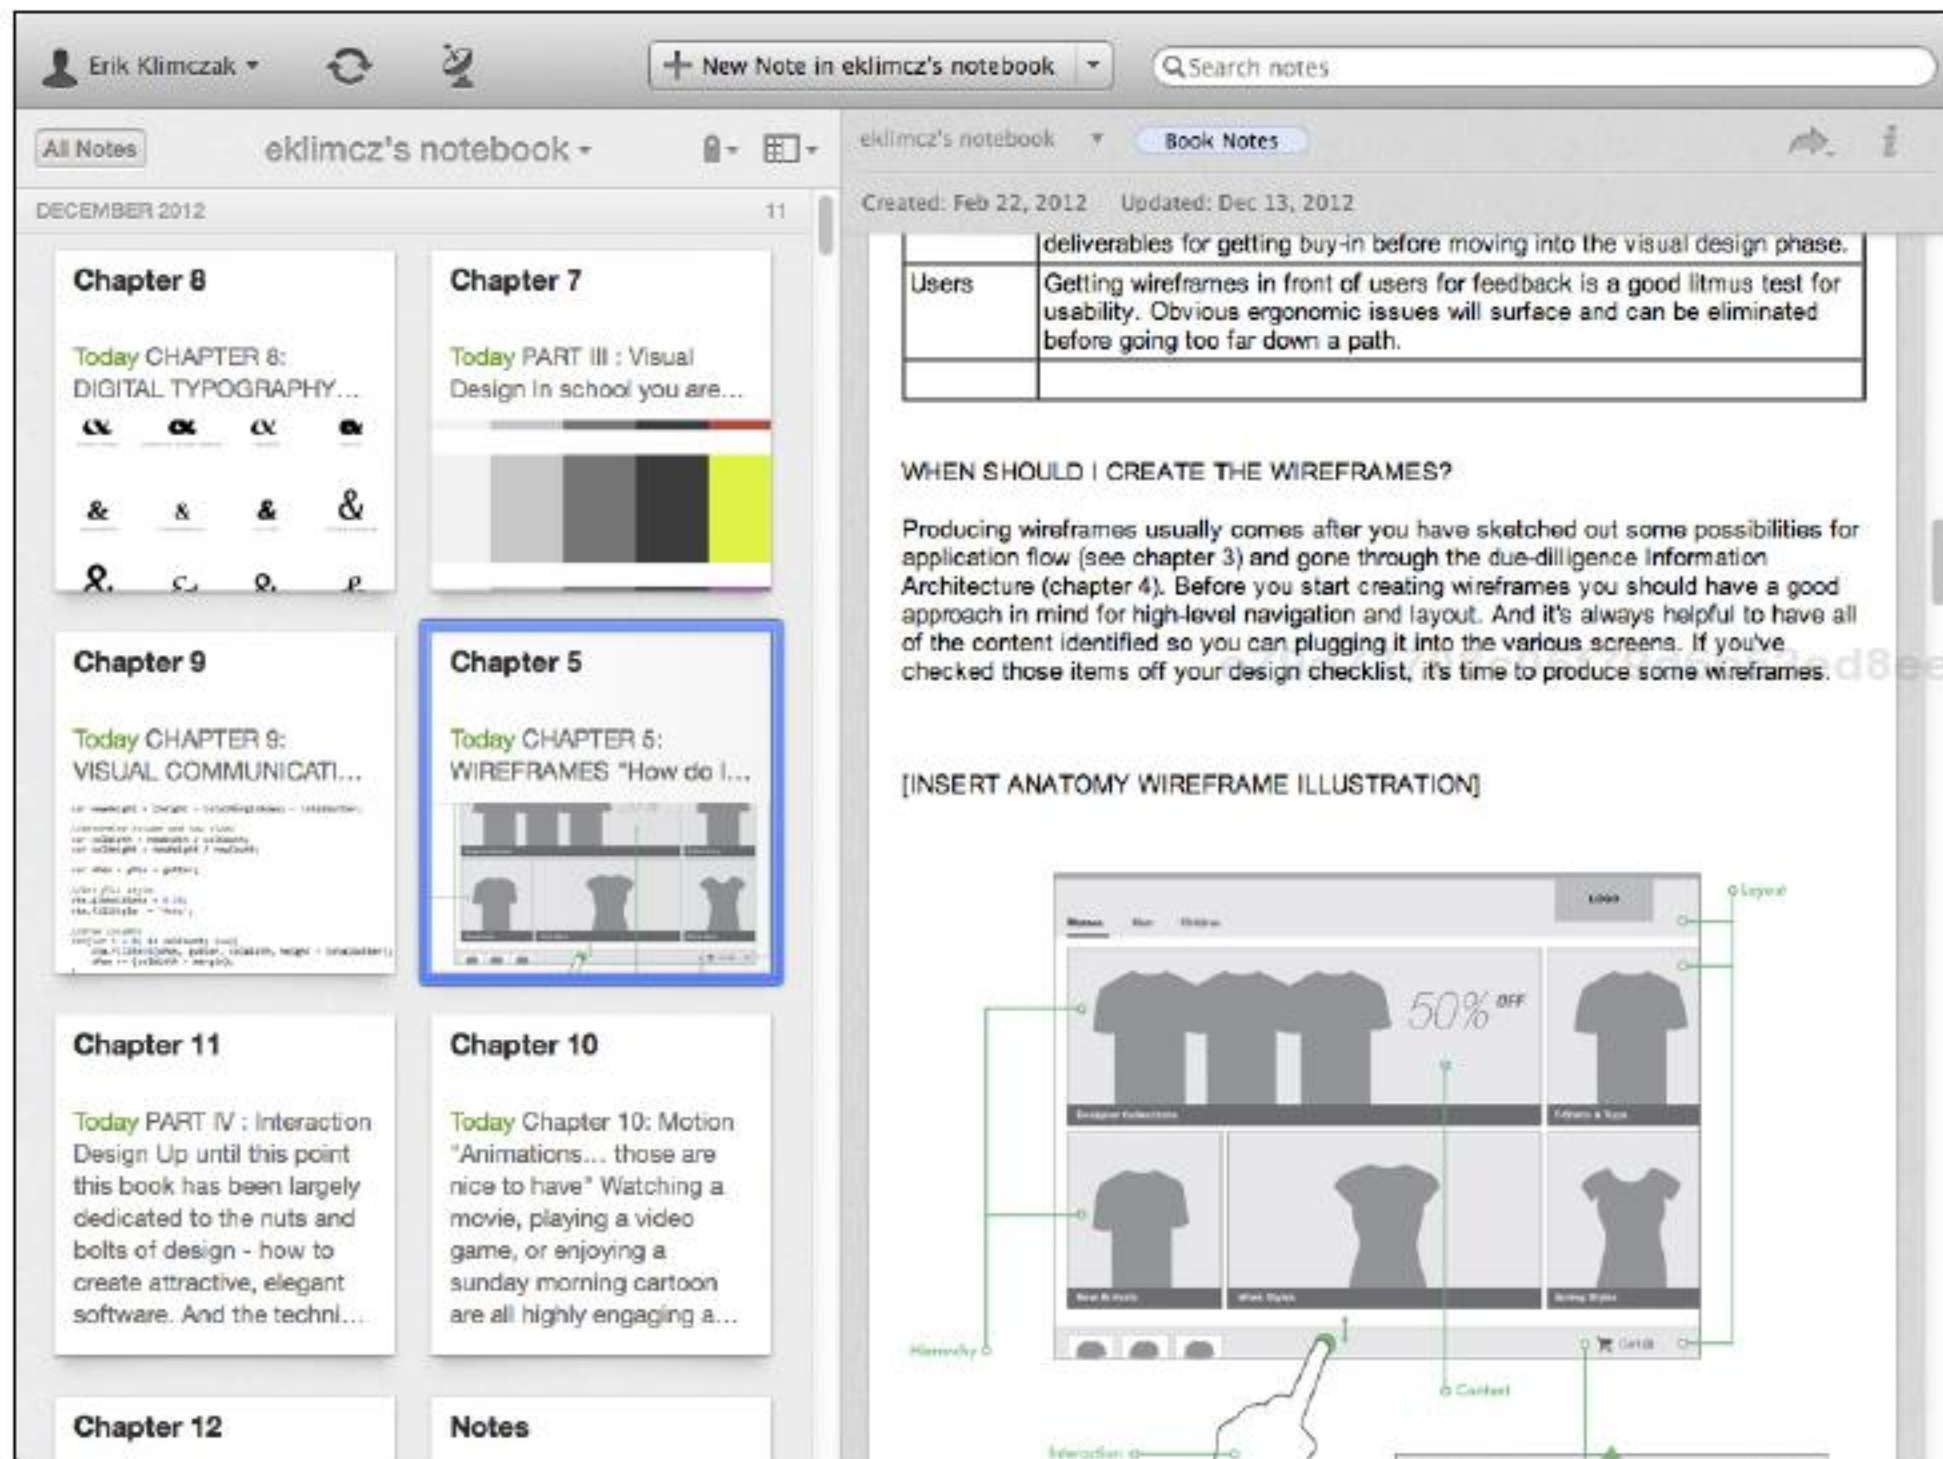 Erik Klimczak
New Note in eklimcz's notebook
Search notes
All Notes
eklimcz's notebook
DECEMBER 2012
11
Chapter 8
Today CHAPTER 8:
DIGITAL TYPOGRAPHY...
&
&
&
&
Chapter 7
Today PART III : Visual
Design In school you are...
Chapter 9
Today CHAPTER 9:
VISUAL COMMUNICATI...
Chapter 5
Today CHAPTER 5:
WIREFRAMES "How do I...
Chapter 11
Today PART IV : Interaction
Design Up until this point
this book has been largely
dedicated to the nuts and
bolts of design - how to
create attractive, elegant
software. And the techni...
Chapter 10
Today Chapter 10: Motion
"Animations... those are
nice to have" Watching a
movie, playing a video
game, or enjoying a
sunday morning cartoon
are all highly engaging a...
Chapter 12
Notes
eklimcz's notebook
Book Notes
Created: Feb 22, 2012 Updated: Dec 13, 2012
deliverables for getting buy-in before moving into the visual design phase.
Users
Getting wireframes in front of users for feedback is a good litmus test for
usability. Obvious ergonomic issues will surface and can be eliminated
before going too far down a path.
WHEN SHOULD I CREATE THE WIREFRAMES?
Producing wireframes usually comes after you have sketched out some possibilities for
application flow (see chapter 3) and gone through the due-dilligence Information
Architecture (chapter 4). Before you start creating wireframes you should have a good
approach in mind for high-level navigation and layout. And it's always helpful to have all
of the content identified so you can plugging it into the various screens. If you've
checked those items off your design checklist, it's time to produce some wireframes.
[INSERT ANATOMY WIREFRAME ILLUSTRATION]
LOGO
Layout
Women Men Children
50% OFF
Designer Collections
T-Shirts & Tops
New Arrivals
Spring Styles
Hierarchy
Content
Interaction